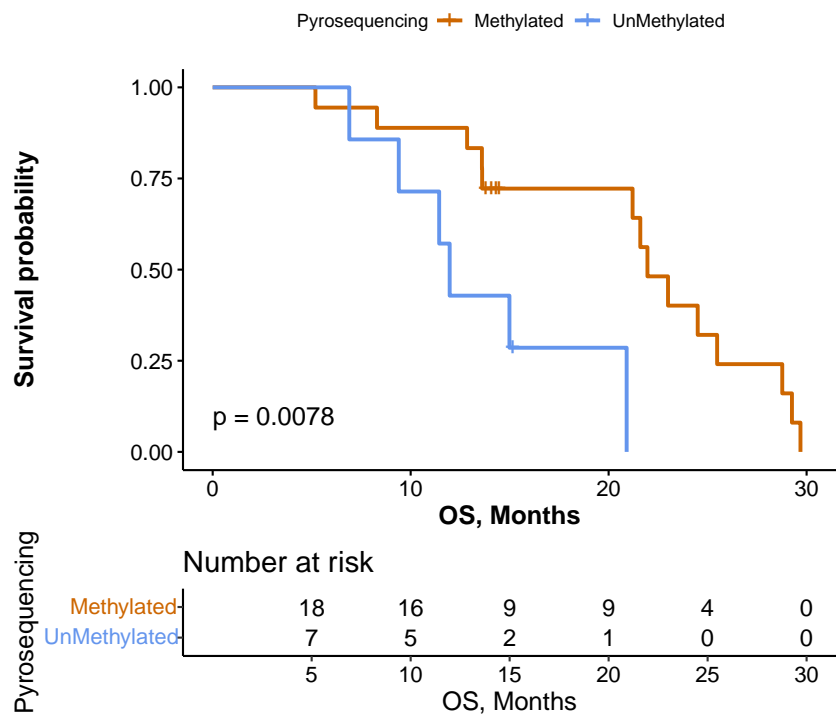 Pyrosequencing Methylated UnMethylated
Survival probability
1.00
0.75
0.50
0.25
0.00
p = 0.0078
0 10 20 30
OS, Months
Number at risk
Pyrosequencing
Methylated 18 16 9 9 4 0
UnMethylated 7 5 2 1 0 0
5 10 15 20 25 30
OS, Months